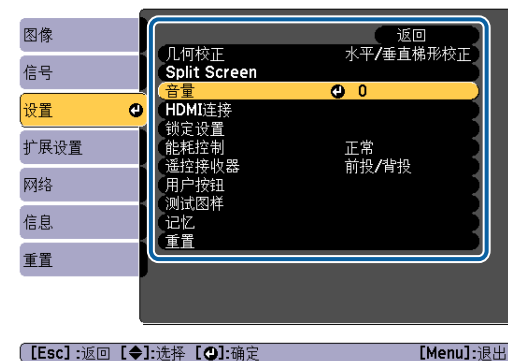 图像
信号
设置
扩展设置
网络
信息
重置
返回
几何校正 水平/垂直梯形校正
Split Screen
音量 0
HDMI连接
锁定设置
能耗控制 正常
遥控接收器 前投/背投
用户按钮
测试图样
记忆
重置
[Esc]:返回 [◆]:选择 [⏎]:确定 [Menu]:退出